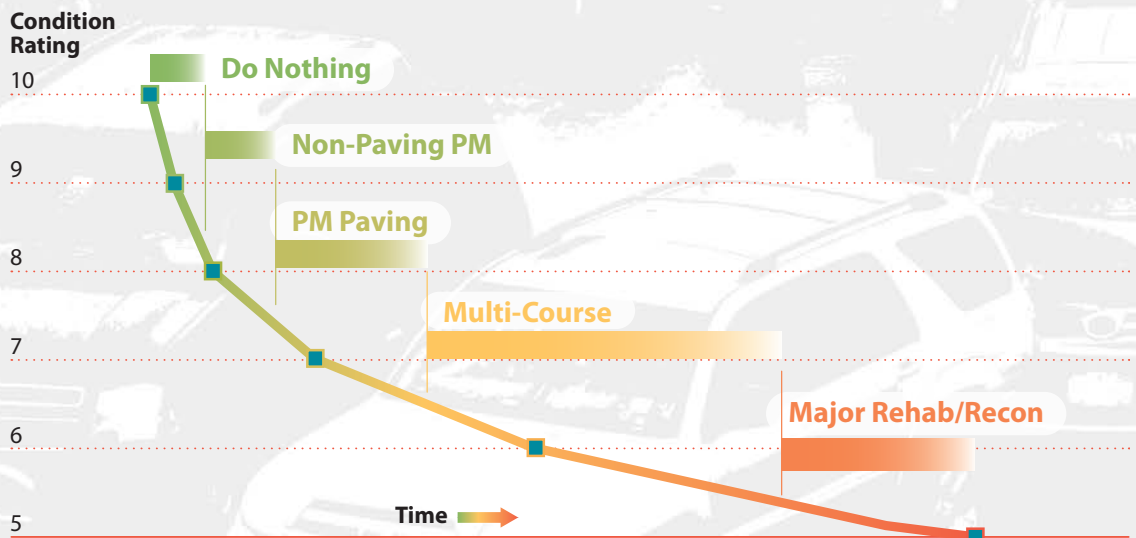 Condition
Rating
10
Do Nothing
Non-Paving PM
9
PM Paving
8
Multi-Course
7
Major Rehab/Recon
6
Time
5